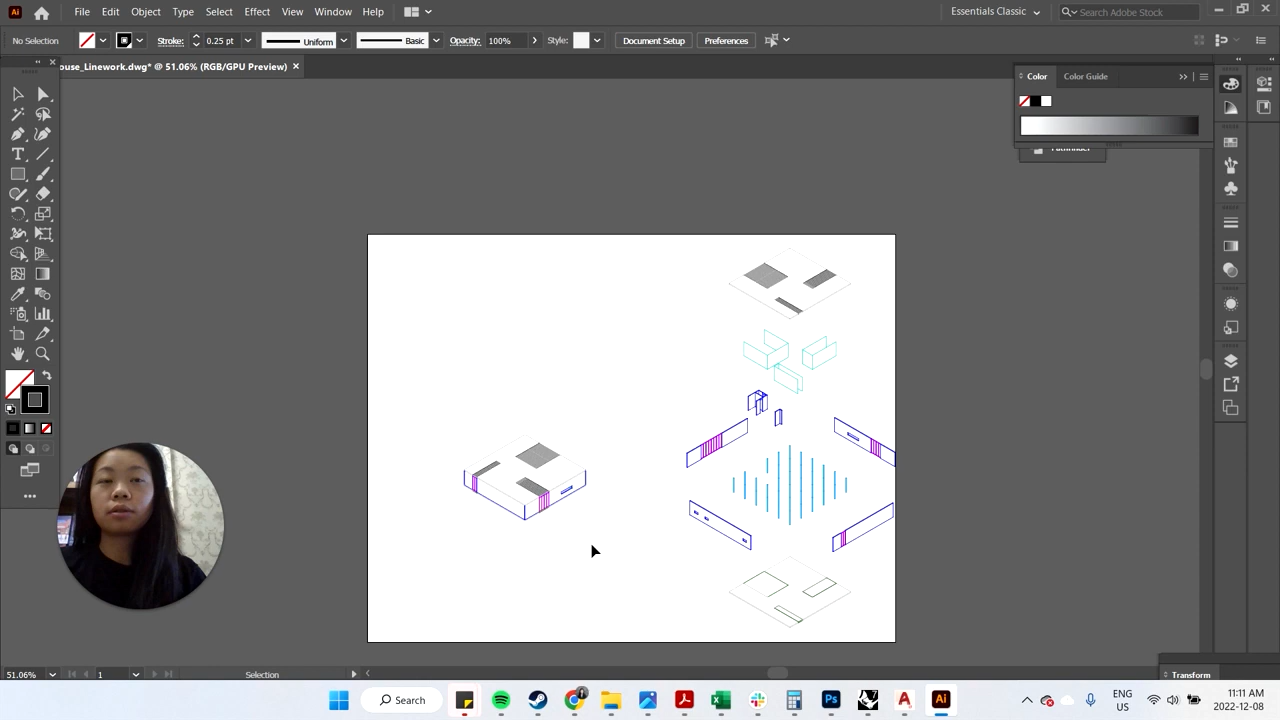 Ai
File Edit Object Type Select Effect View Window Help
Essentials Classic
Search Adobe Stock
No Selection
Stroke:
0.25 pt
Uniform
Basic
Opacity:
100%
Style:
Document Setup
Preferences
ouse_Linework.dwg* @ 51.06% (RGB/GPU Preview)
Color
Color Guide
Pathfinder
51.06%
1
Selection
Transform
Search
ENG
US
11:11 AM
2022-12-08